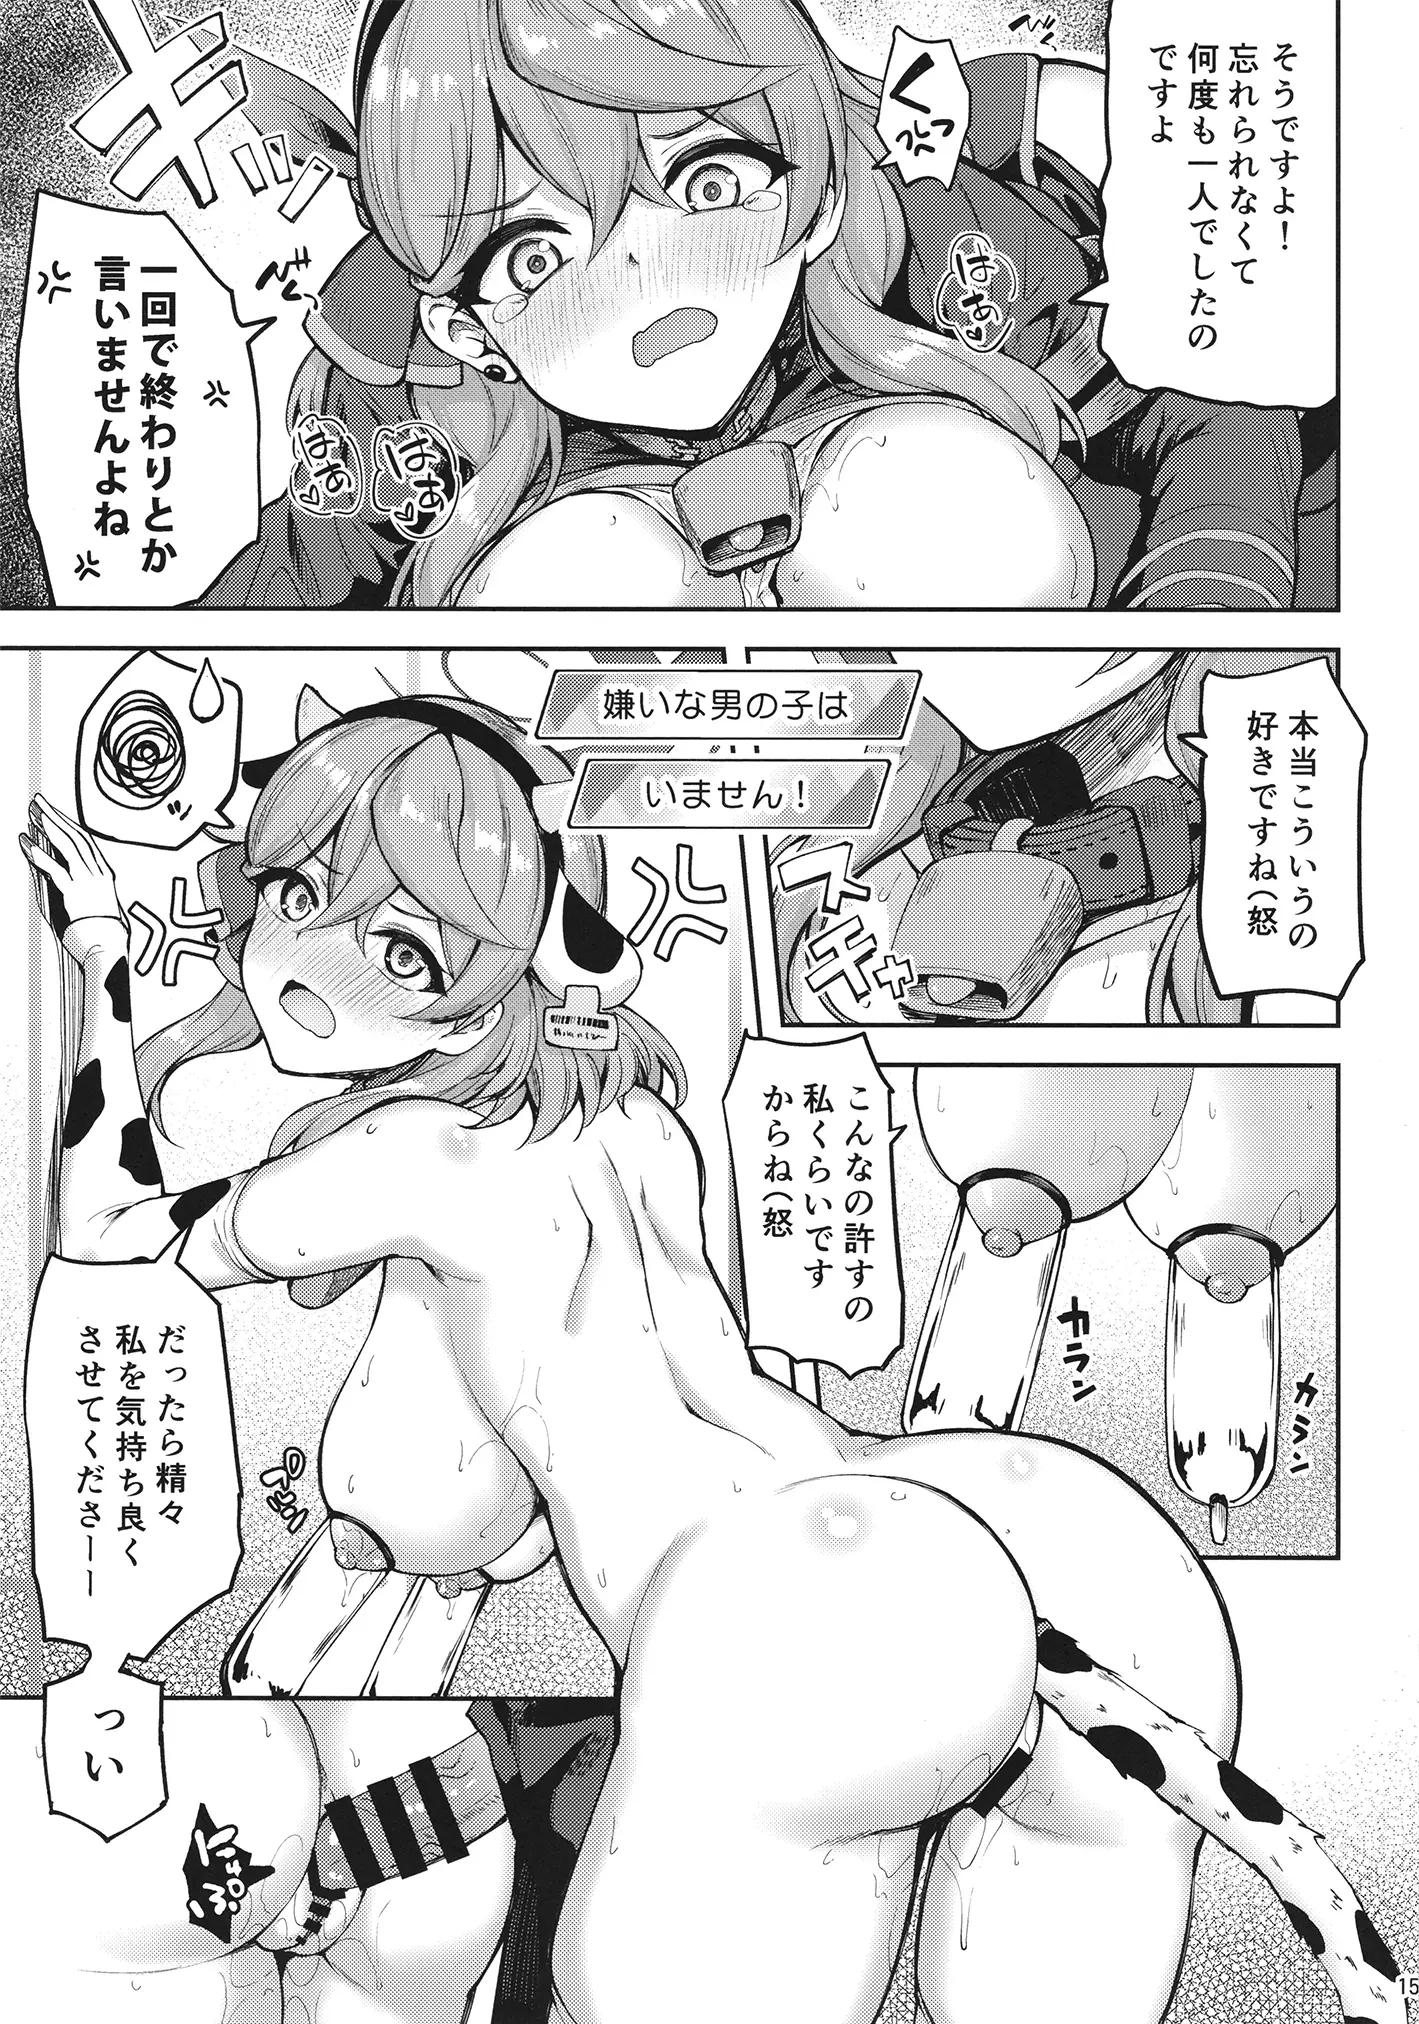 そうですよ！
忘れられなくて
何度も一人でしたの
ですよ
くっ
ブルッ
はぁ
キッ
一回で終わりとか
言いませんよね
はぁ
はぁ
本当こういうの
好きですね(怒
スチャ
嫌いな男の子は
いません！
こんなの許すの
私くらいです
からね(怒
カラン
カラン
だったら精々
私を気持ち良く
させてくださーー
っい
15